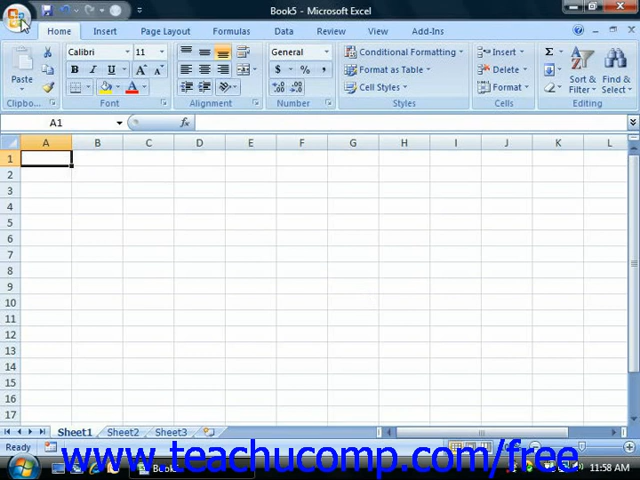 Book5 - Microsoft Excel
Home Insert Page Layout Formulas Data Review View Add-Ins
Calibri 11 General Conditional Formatting Insert Σ
B I U A A $ % , Format as Table Delete
Paste Cell Styles Format Sort & Filter Find & Select
Clipbo... Font Alignment Number Styles Cells Editing
A1 fx
A B C D E F G H I J K L
1
2
3
4
5
6
7
8
9
10
11
12
13
14
15
16
17
Sheet1 Sheet2 Sheet3
Ready
www.teachucomp.com/free
11:58 AM